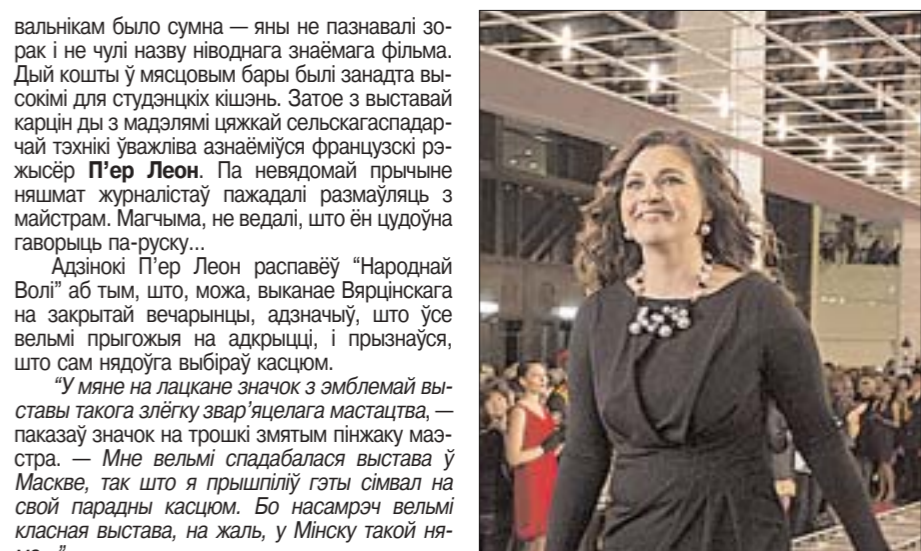 вальнікам было сумна — яны не пазнавалі зо-
рак і не чулі назву ніводнага знаёмага фільма.
Дый кошты ў мясцовым бары былі занадта вы-
сокімі для студэнцкіх кішэнь. Затое з выставай
карцін ды з мадэлямі цяжкай сельскагаспадар-
чай тэхнікі ўважліва азнаёміўся французскі рэ-
жысёр П’ер Леон. Па невядомай прычыне
няшмат журналістаў пажадалі размаўляць з
майстрам. Магчыма, не ведалі, што ён цудоўна
гаворыць па-руску...
Адзінокі П’ер Леон распавёў “Народнай
Волі” аб тым, што, можа, выканае Вярцінскага
на закрытай вечарынцы, адзначыў, што ўсе
вельмі прыгожыя на адкрыцці, і прызнаўся,
што сам нядоўга выбіраў касцюм.
“У мяне на лацкане значок з эмблемай вы-
ставы такога злёгку звар’яцелага мастацтва, —
паказаў значок на трошкі змятым пінжаку маэ-
стра. — Мне вельмі спадабалася выстава ў
Маскве, так што я прышпіліў гэты сімвал на
свой парадны касцюм. Бо насамрэч вельмі
класная выстава, на жаль, у Мінску такой ня-